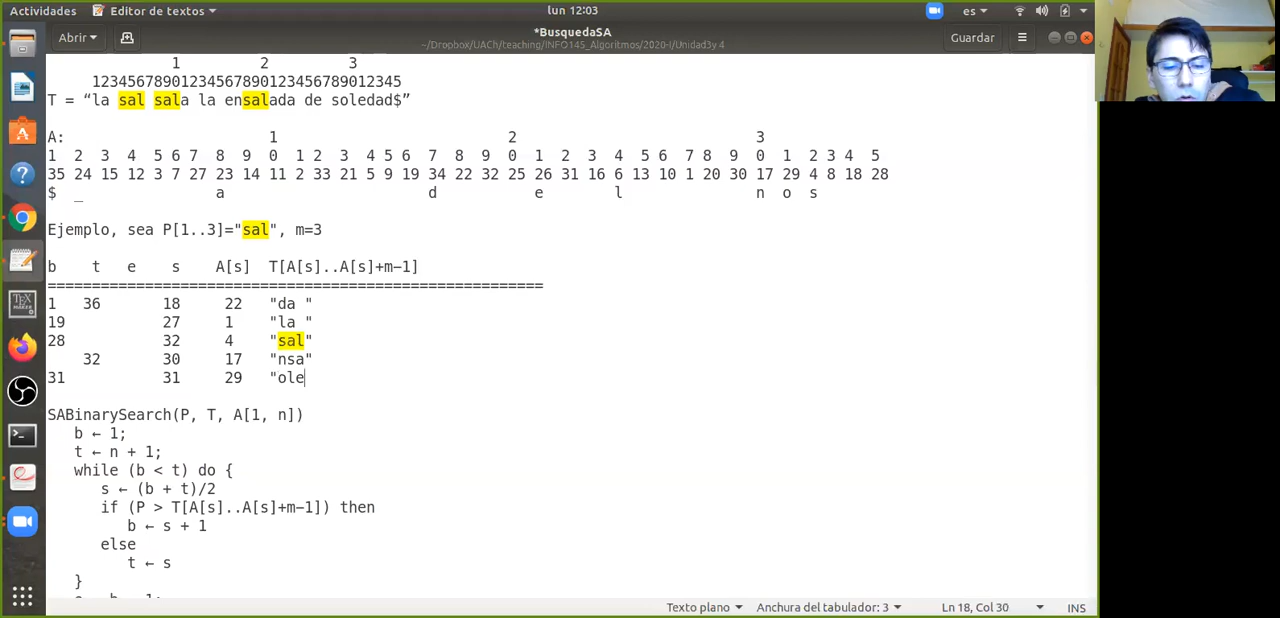 Actividades Editor de textos lun 12:03 es
Abrir *BusquedaSA Guardar
~/Dropbox/UACh/teaching/INFO145_Algoritmos/2020-I/Unidad3y 4
1 2 3
12345678901234567890123456789012345
T = “la sal sala la ensalada de soledad$”
A: 1 2 3
1 2 3 4 5 6 7 8 9 0 1 2 3 4 5 6 7 8 9 0 1 2 3 4 5 6 7 8 9 0 1 2 3 4 5
35 24 15 12 3 7 27 23 14 11 2 33 21 5 9 19 34 22 32 25 26 31 16 6 13 10 1 20 30 17 29 4 8 18 28
$ _ a d e l n o s
Ejemplo, sea P[1..3]="sal", m=3
b t e s A[s] T[A[s]..A[s]+m−1]
========================================================
1 36 18 22 "da "
19 27 1 "la "
28 32 4 "sal"
32 30 17 "nsa"
31 31 29 "ole
SABinarySearch(P, T, A[1, n])
b ← 1;
t ← n + 1;
while (b < t) do {
s ← (b + t)/2
if (P > T[A[s]..A[s]+m−1]) then
b ← s + 1
else
t ← s
}
Texto plano Anchura del tabulador: 3 Ln 18, Col 30 INS